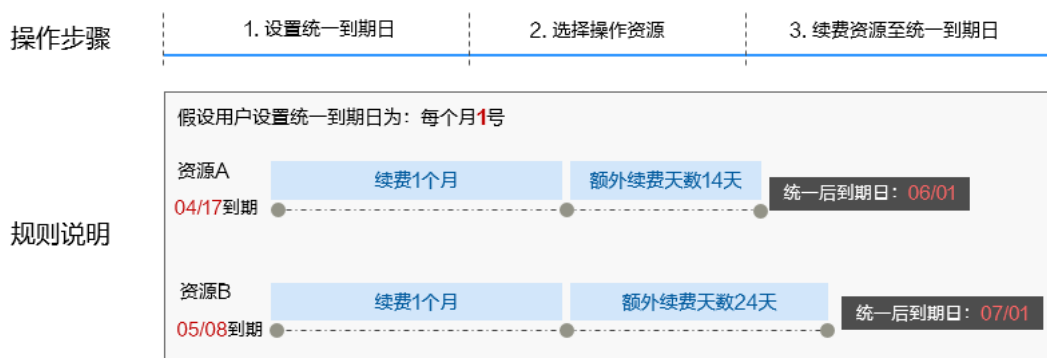 操作步骤
1. 设置统一到期日
2. 选择操作资源
3. 续费资源至统一到期日
规则说明
假设用户设置统一到期日为：每个月1号
资源A
04/17到期
续费1个月
额外续费天数14天
统一后到期日：06/01
资源B
05/08到期
续费1个月
额外续费天数24天
统一后到期日：07/01